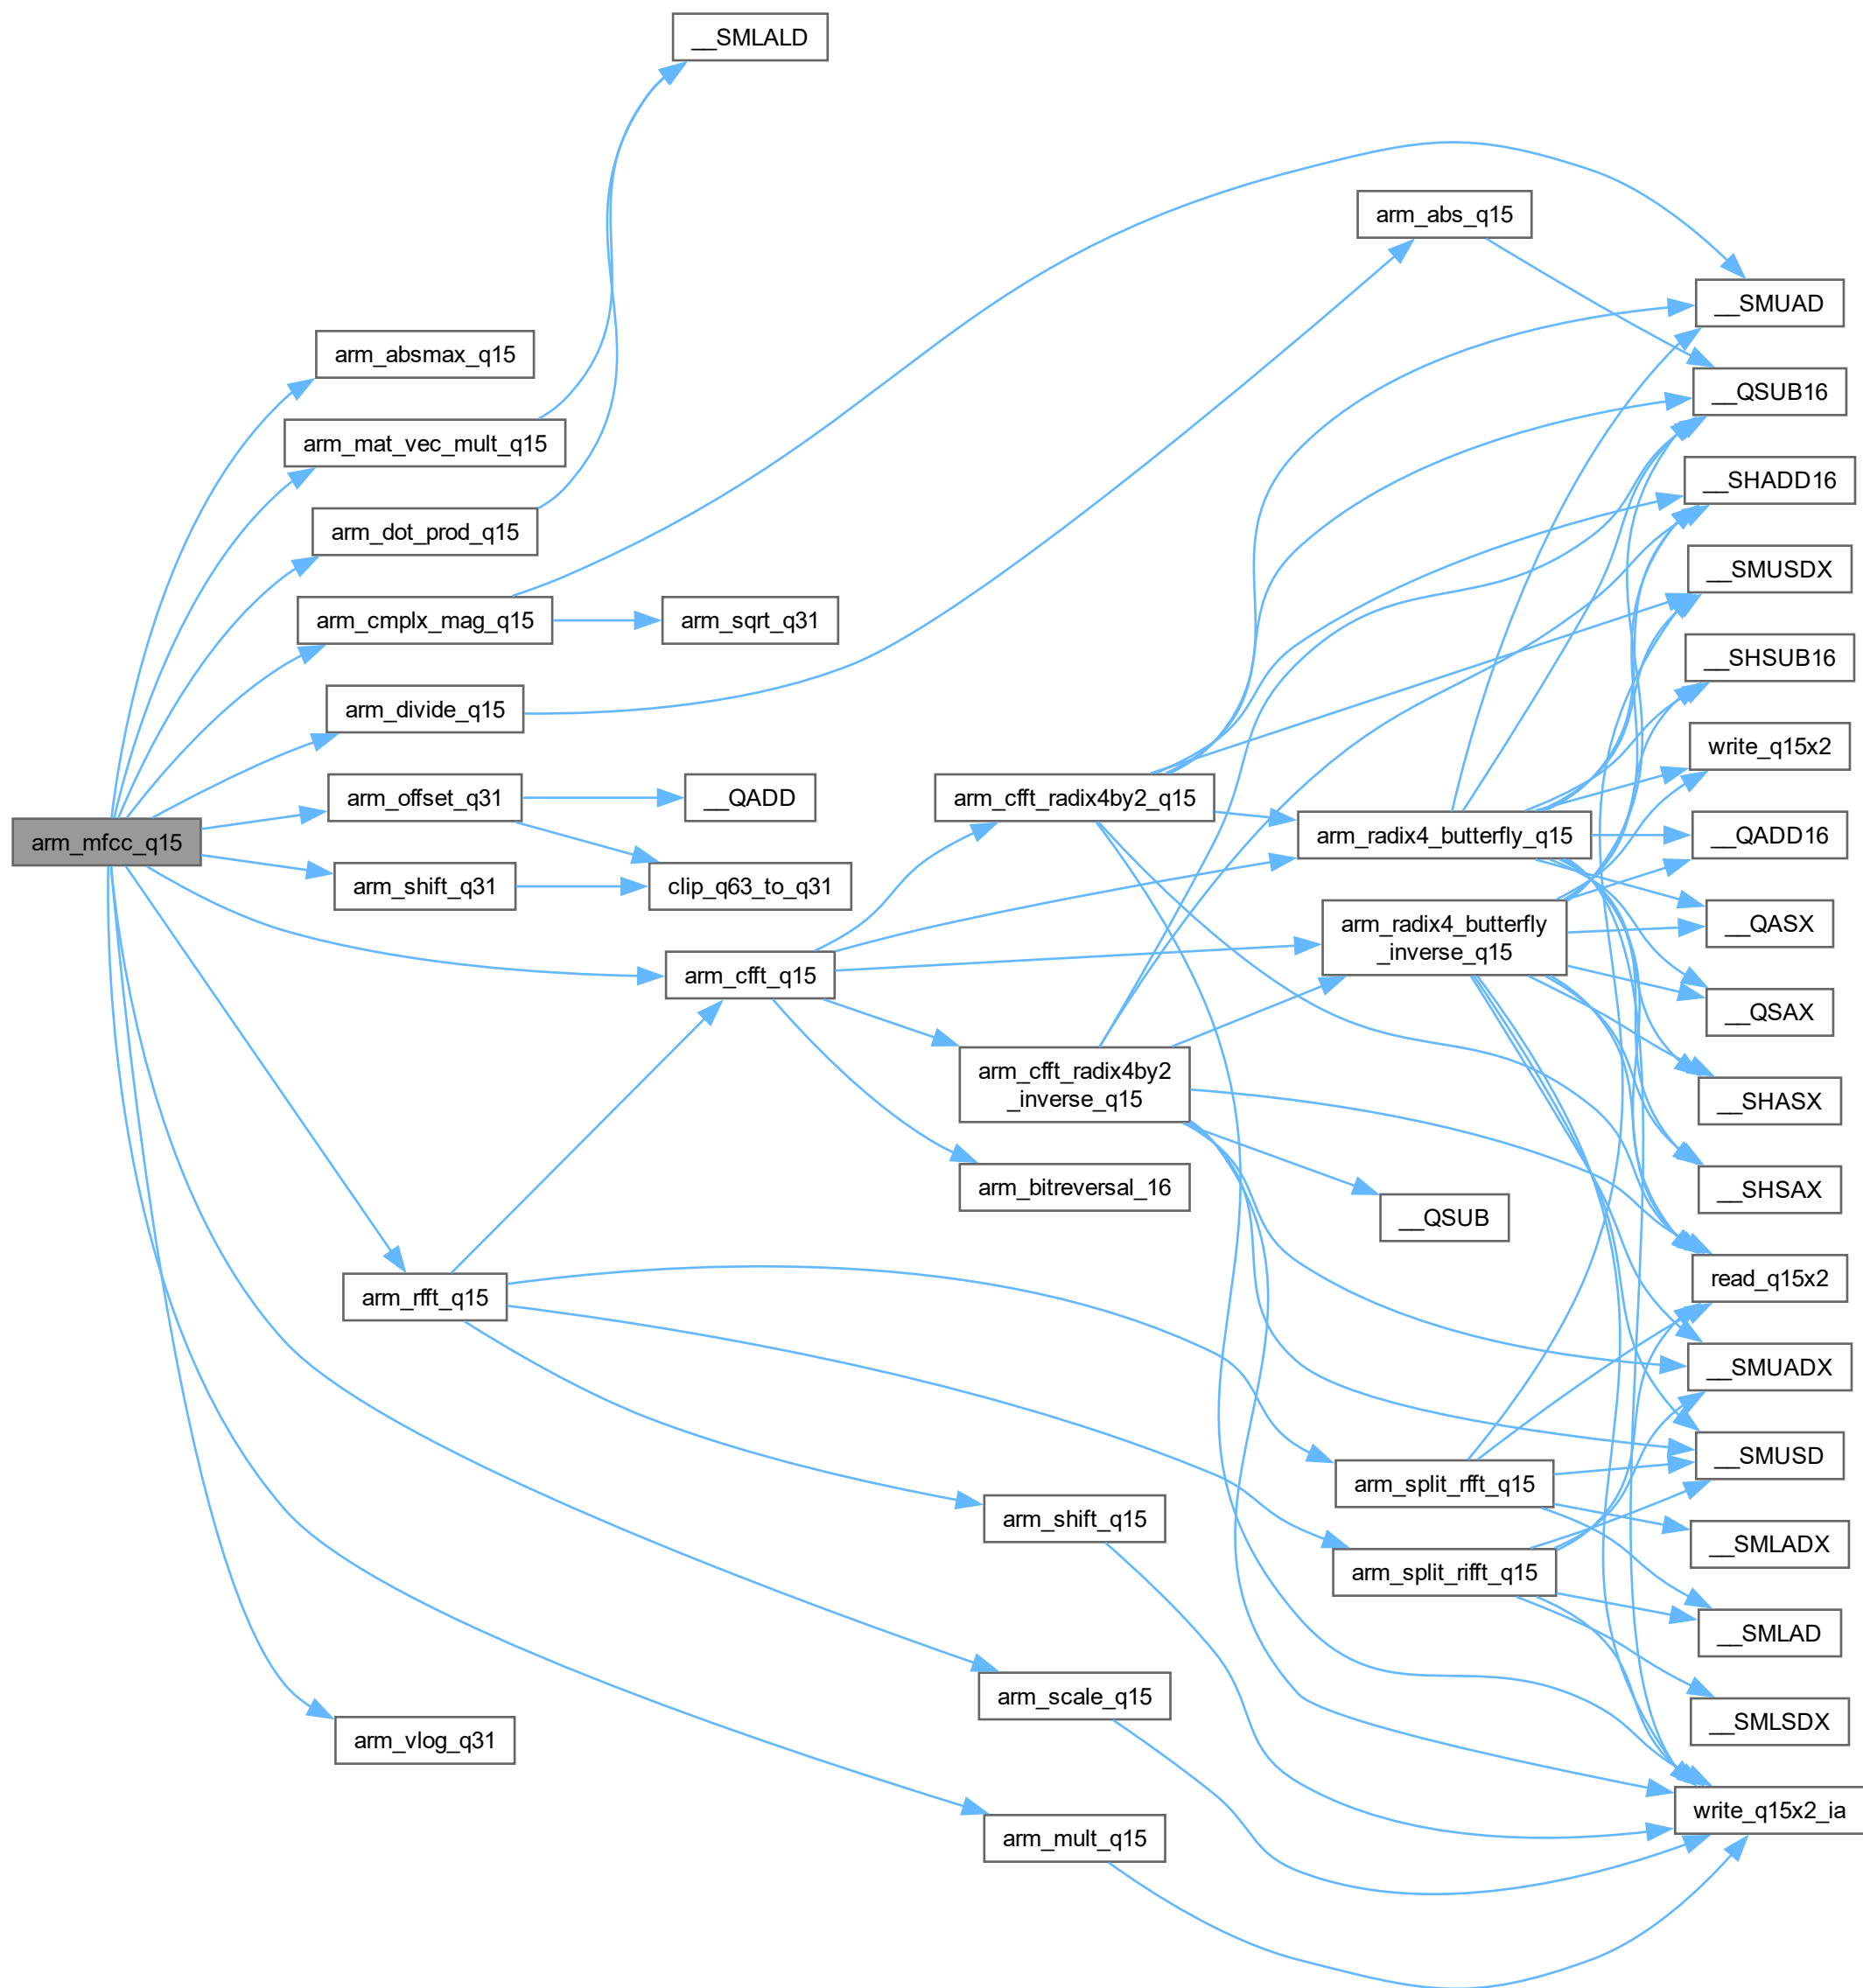 __SMLALD
arm_abs_q15
__SMUAD
arm_absmax_q15
__QSUB16
arm_mat_vec_mult_q15
__SHADD16
arm_dot_prod_q15
__SMUSDX
arm_cmplx_mag_q15
arm_sqrt_q31
__SHSUB16
arm_divide_q15
write_q15x2
arm_offset_q31
__QADD
arm_cfft_radix4by2_q15
arm_mfcc_q15
arm_radix4_butterfly_q15
__QADD16
arm_shift_q31
clip_q63_to_q31
arm_radix4_butterfly
_inverse_q15
__QASX
arm_cfft_q15
__QSAX
arm_cfft_radix4by2
_inverse_q15
__SHASX
arm_bitreversal_16
__QSUB
__SHSAX
arm_rfft_q15
read_q15x2
__SMUADX
__SMUSD
arm_split_rfft_q15
arm_shift_q15
__SMLADX
arm_split_rifft_q15
__SMLAD
arm_scale_q15
__SMLSDX
arm_vlog_q31
write_q15x2_ia
arm_mult_q15